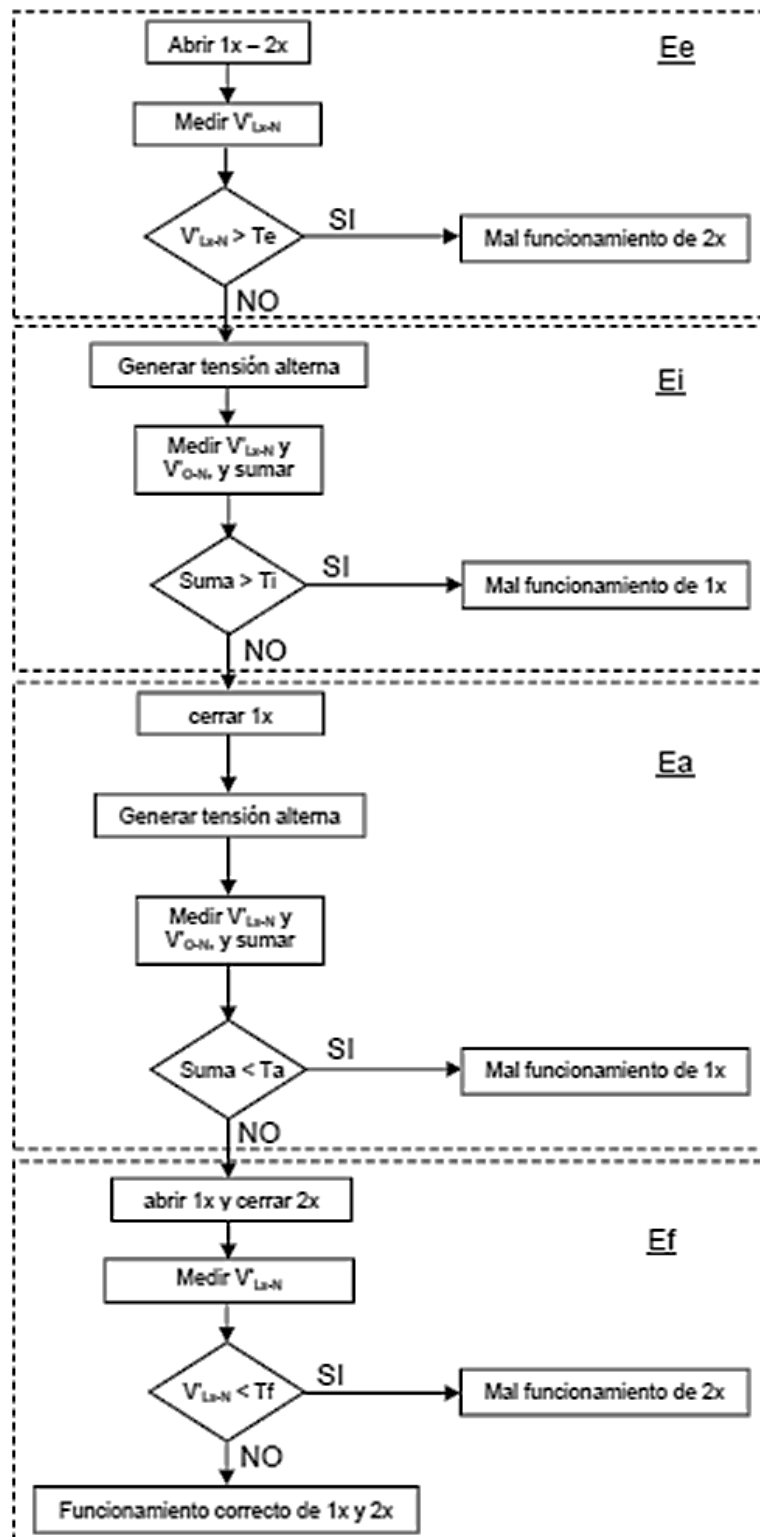 Abrir 1x – 2x
Ee
Medir V'Lx-N
V'Lx-N > Te
SI
Mal funcionamiento de 2x
NO
Generar tensión alterna
Ei
Medir V'Lx-N y
V'O-N, y sumar
Suma > Ti
SI
Mal funcionamiento de 1x
NO
cerrar 1x
Ea
Generar tensión alterna
Medir V'Lx-N y
V'O-N, y sumar
Suma < Ta
SI
Mal funcionamiento de 1x
NO
abrir 1x y cerrar 2x
Ef
Medir V'Lx-N
V'Lx-N < Tf
SI
Mal funcionamiento de 2x
NO
Funcionamiento correcto de 1x y 2x